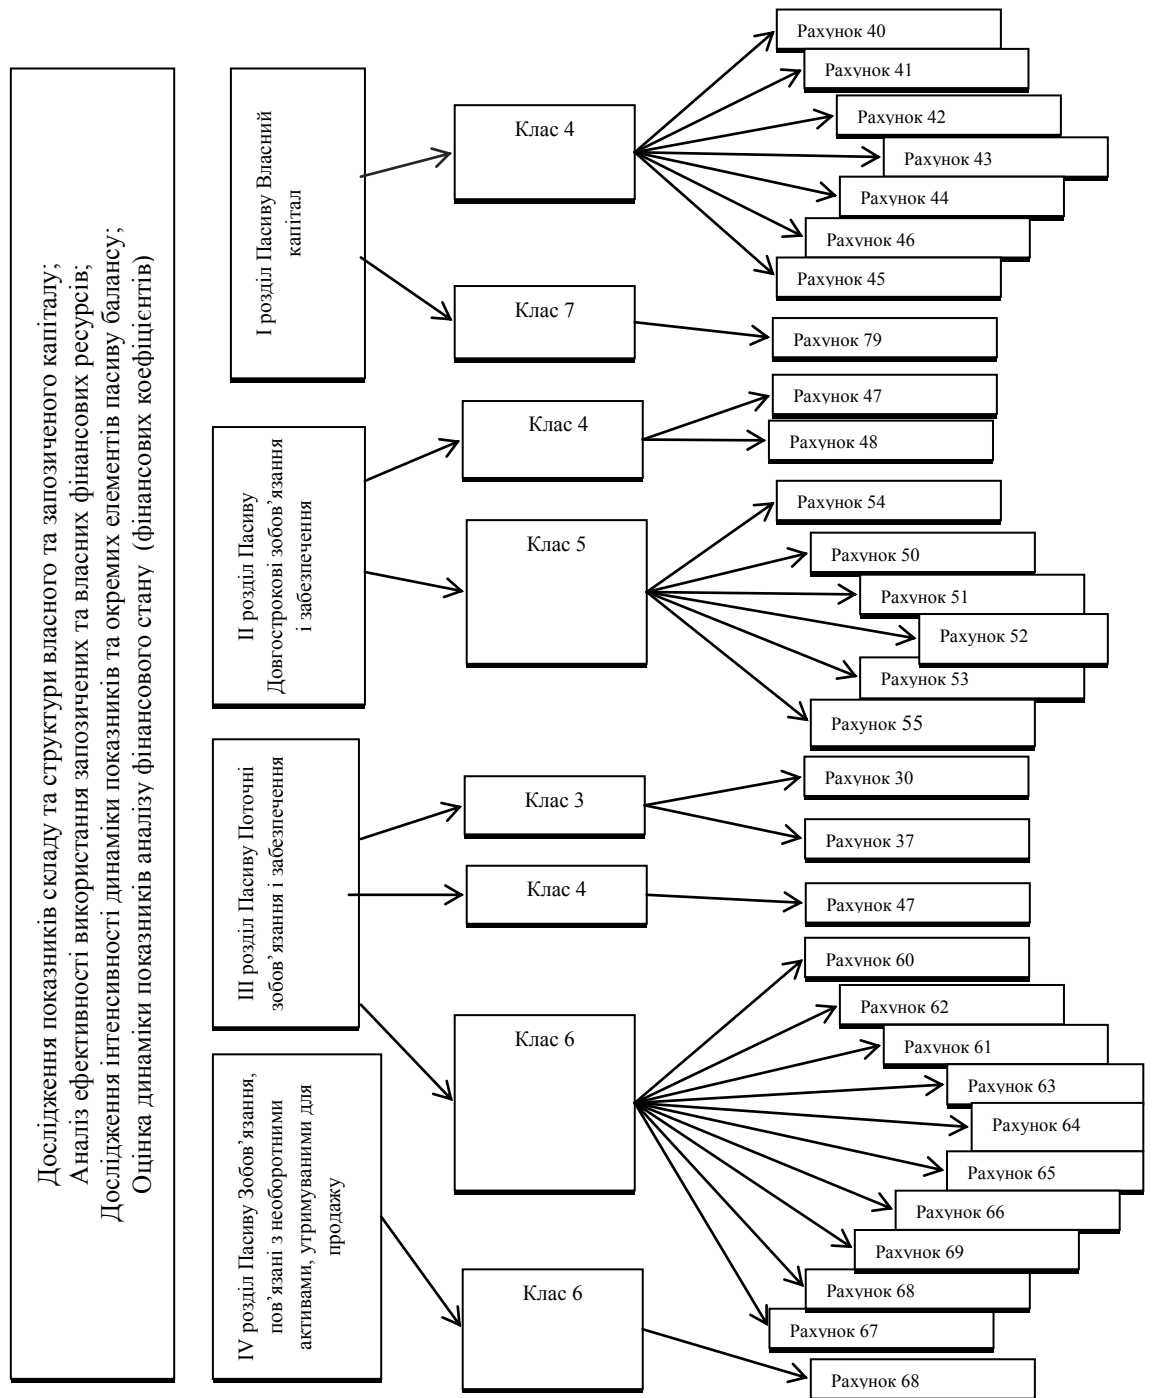 Дослідження показників складу та структури власного та запозиченого капіталу;
Аналіз ефективності використання запозичених та власних фінансових ресурсів;
Дослідження інтенсивності динаміки показників та окремих елементів пасиву балансу;
Оцінка динаміки показників аналізу фінансового стану (фінансових коефіцієнтів)
І розділ Пасиву Власний
капітал
Клас 4
Рахунок 40
Рахунок 41
Рахунок 42
Рахунок 43
Рахунок 44
Рахунок 46
Рахунок 45
Клас 7
Рахунок 79
ІІ розділ Пасиву
Довгострокові зобов’язання
і забезпечення
Клас 4
Рахунок 47
Рахунок 48
Клас 5
Рахунок 54
Рахунок 50
Рахунок 51
Рахунок 52
Рахунок 53
Рахунок 55
ІІІ розділ Пасиву Поточні
зобов’язання і забезпечення
Клас 3
Рахунок 30
Рахунок 37
Клас 4
Рахунок 47
Клас 6
Рахунок 60
Рахунок 62
Рахунок 61
Рахунок 63
Рахунок 64
Рахунок 65
Рахунок 66
Рахунок 69
Рахунок 68
Рахунок 67
ІV розділ Пасиву Зобов’язання,
пов’язані з необоротними
активами, утримуваними для
продажу
Клас 6
Рахунок 68